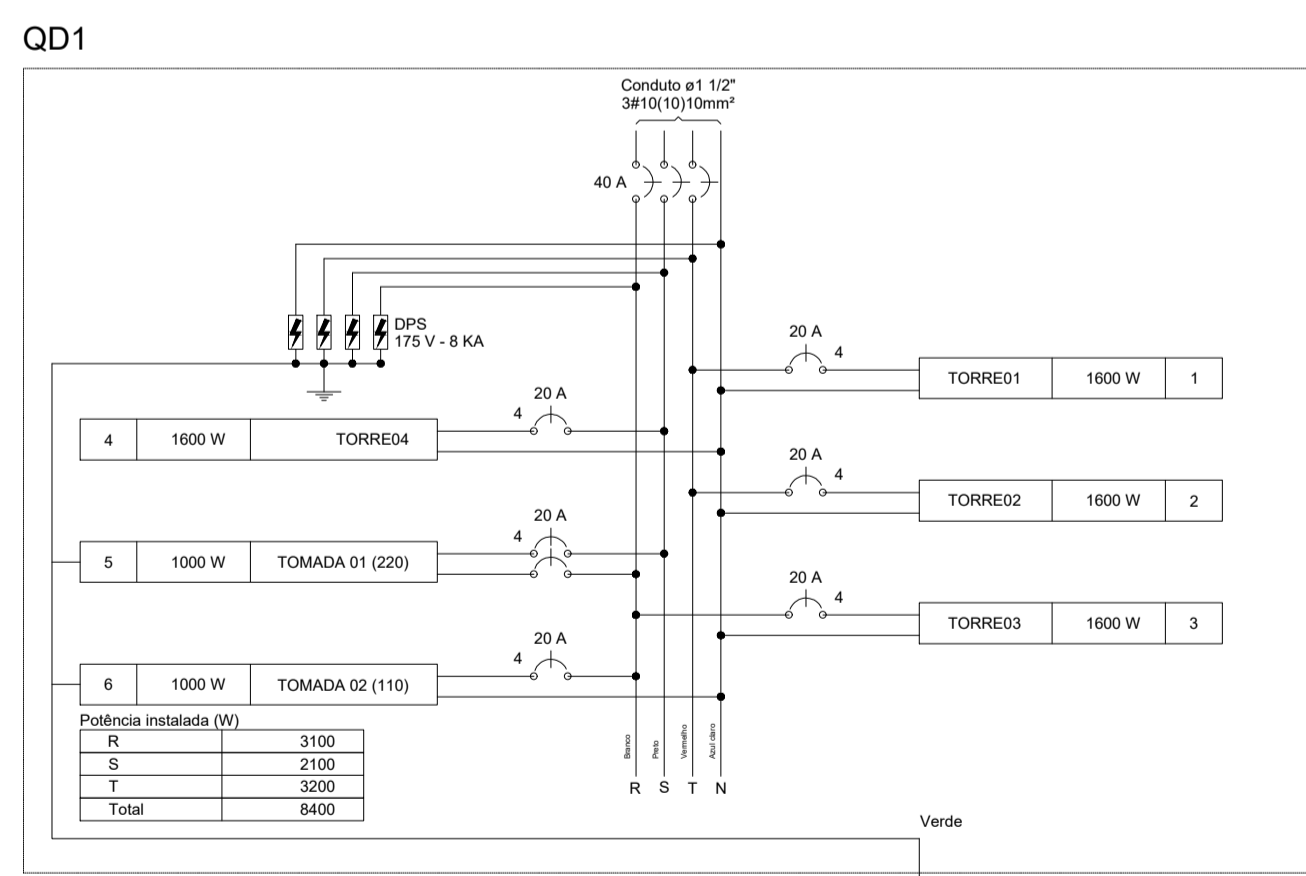 QD1
Conduto ø1 1/2"
3#10(10)10mm²
40 A
DPS
175 V - 8 KA
20 A
4
TORRE01 1600 W 1
20 A
4
4 1600 W TORRE04
20 A
4
TORRE02 1600 W 2
20 A
4
5 1000 W TOMADA 01 (220)
20 A
4
TORRE03 1600 W 3
20 A
4
6 1000 W TOMADA 02 (110)
Potência instalada (W)
R 3100
S 2100
T 3200
Total 8400
Branco
Preto
Vermelho
Azul claro
R S T N
Verde